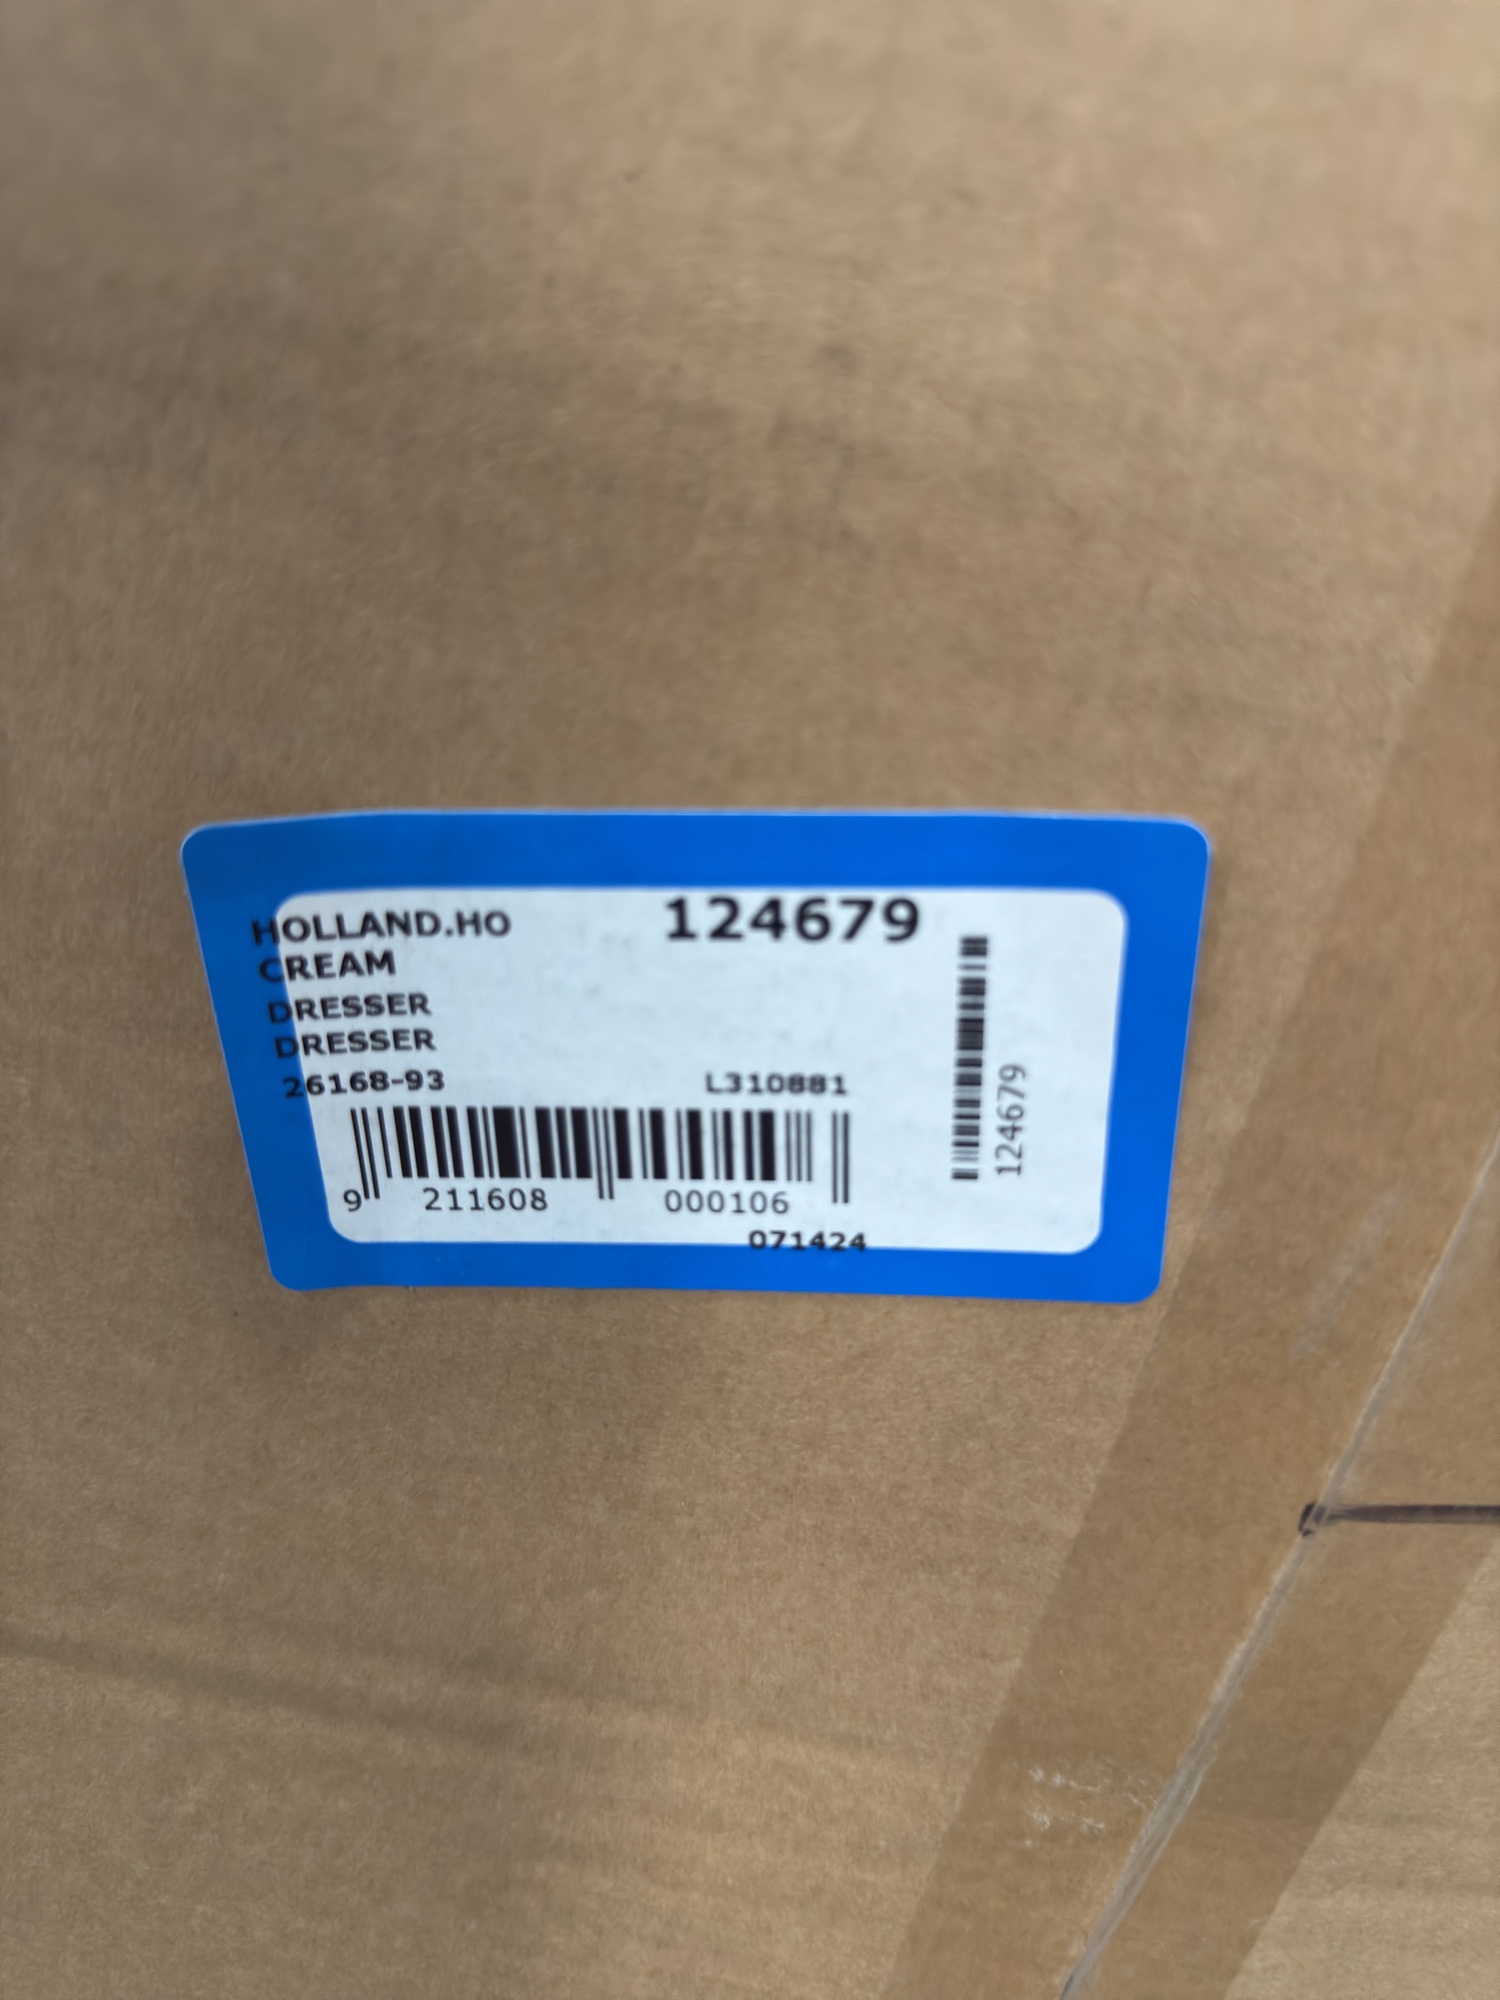 HOLLAND.HO
124679
CREAM
DRESSER
DRESSER
26168-93
L310881
9 211608 000106
071424
124679